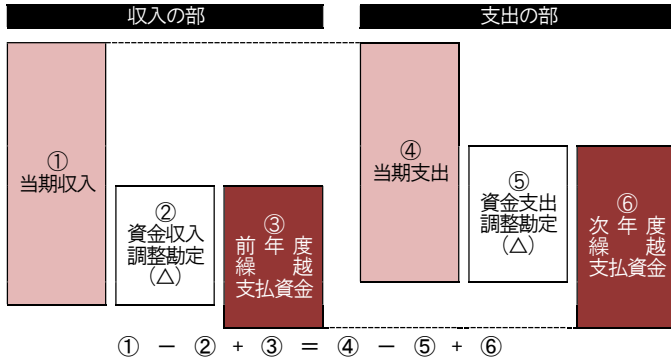 収入の部
支出の部
①
当期収入
②
資金収入
調整勘定
(△)
③
前年度
繰越
支払資金
④
当期支出
⑤
資金支出
調整勘定
(△)
⑥
次年度
繰越
支払資金
① − ② + ③ = ④ − ⑤ + ⑥